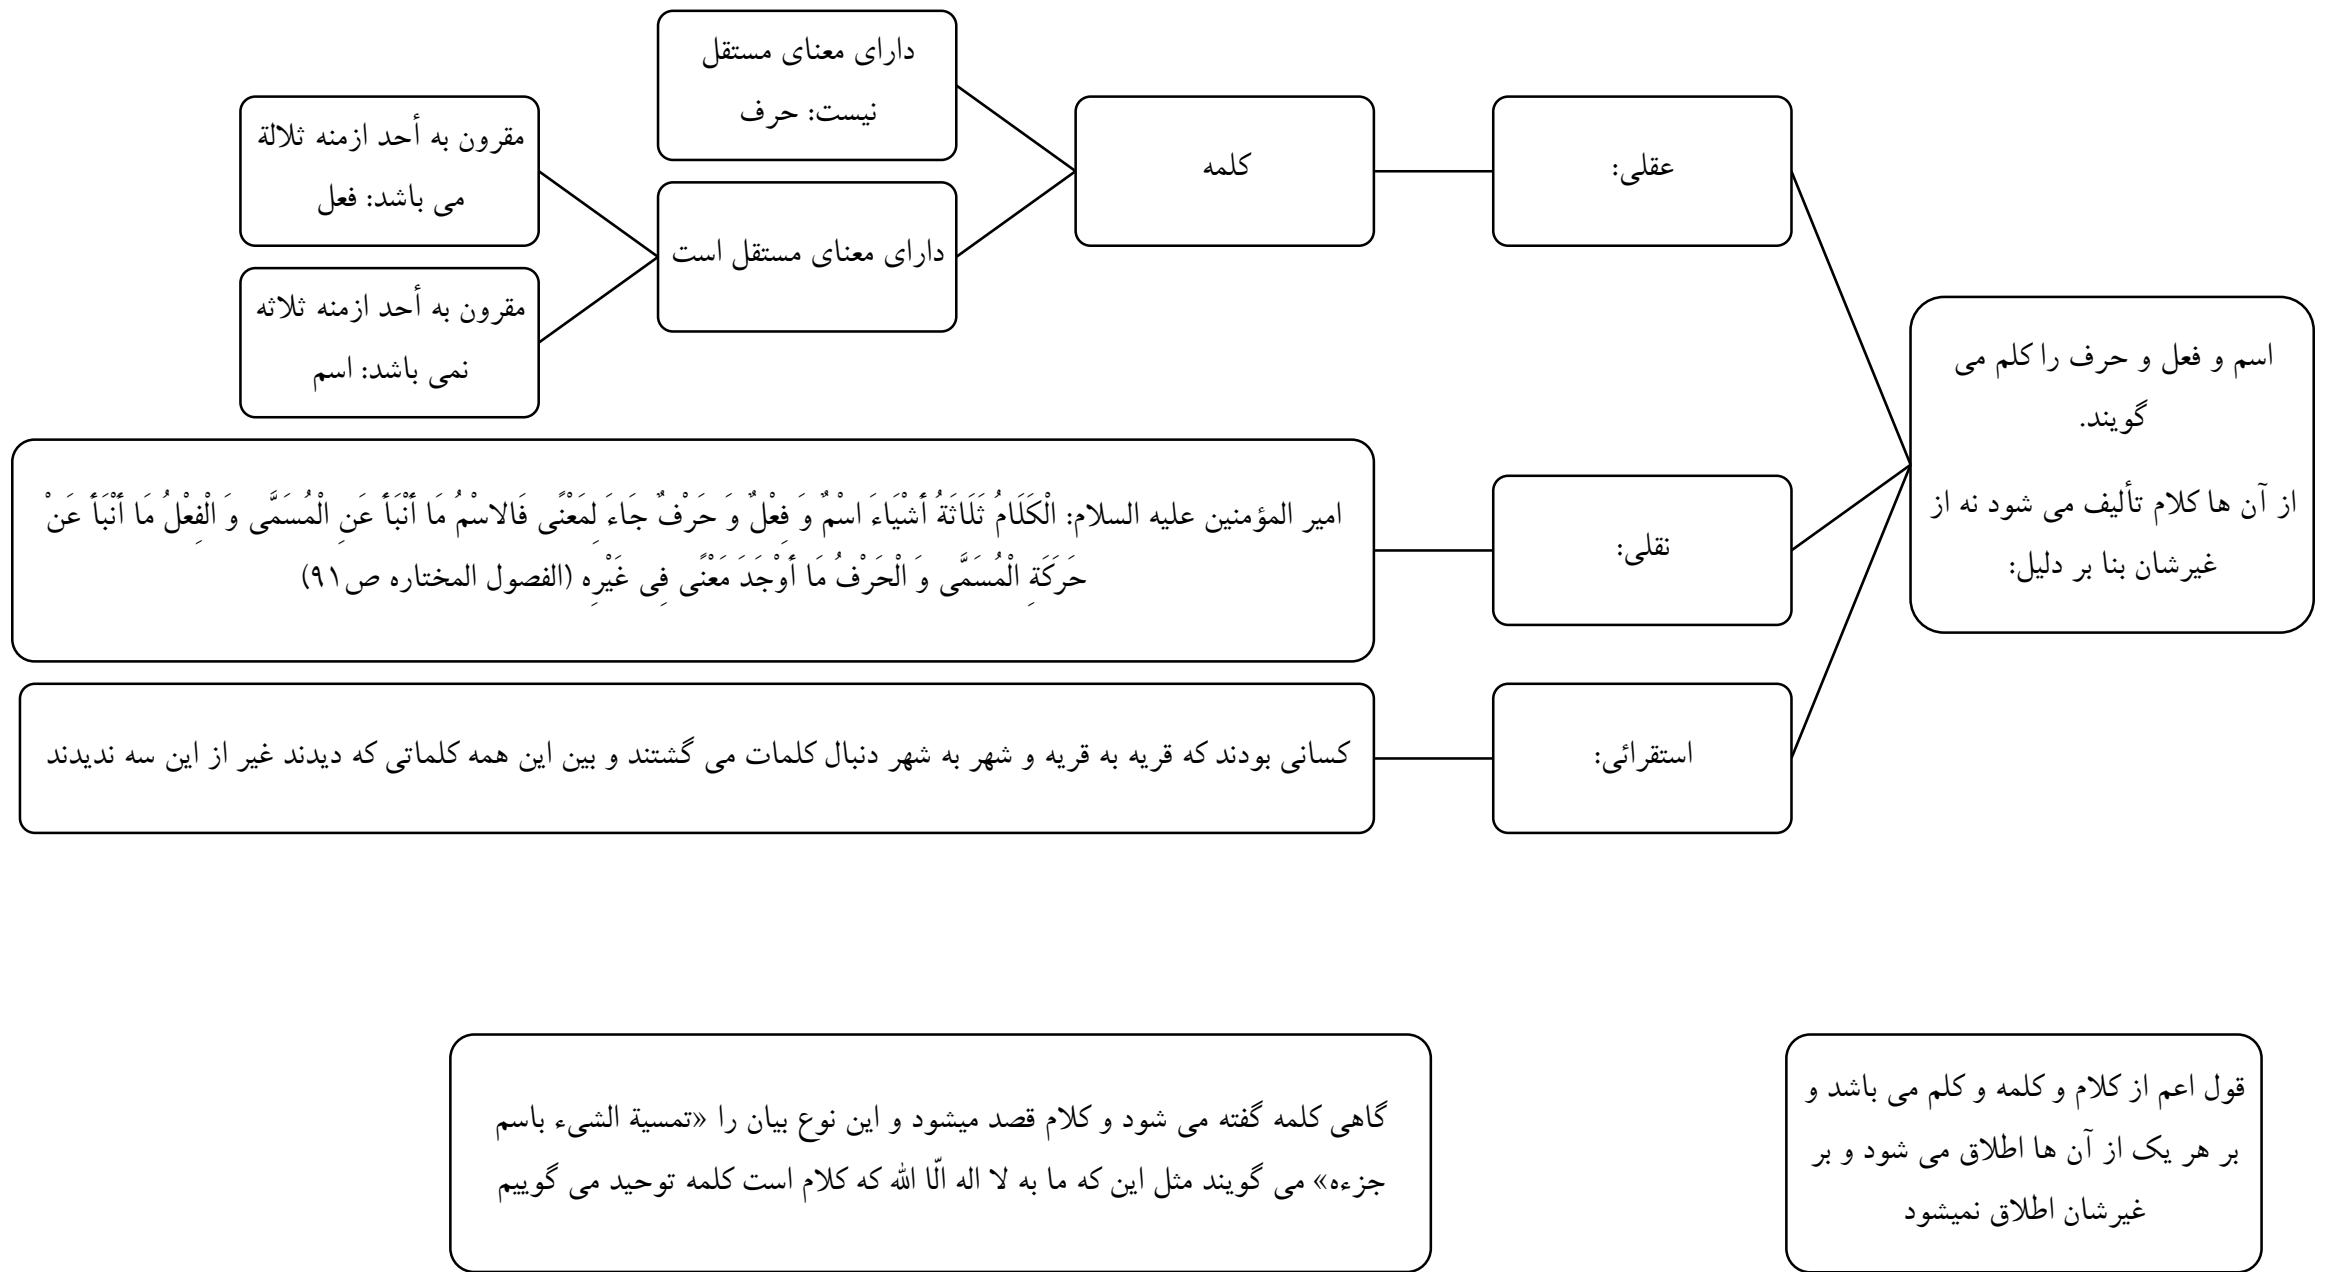 اسم و فعل و حرف را کلم می
گویند.
از آن ها کلام تألیف می شود نه از
غیرشان بنا بر دلیل:
عقلی:
کلمه
دارای معنای مستقل
نیست: حرف
دارای معنای مستقل است
مقرون به أحد ازمنه ثلالة
می باشد: فعل
مقرون به أحد ازمنه ثلاثه
نمی باشد: اسم
نقلی:
امیر المؤمنین علیه السلام: الْکَلَامُ ثَلَاثَةُ أَشْیَاءَ اسْمٌ وَ فِعْلٌ وَ حَرْفٌ جَاءَ لِمَعْنًى فَالاسْمُ مَا أَنْبَأَ عَنِ الْمُسَمَّى وَ الْفِعْلُ مَا أَنْبَأَ عَنْ
حَرَکَةِ الْمُسَمَّى وَ الْحَرْفُ مَا أَوْجَدَ مَعْنًى فِی غَیْرِه (الفصول المختاره ص۹۱)
استقرائی:
کسانی بودند که قریه به قریه و شهر به شهر دنبال کلمات می گشتند و بین این همه کلماتی که دیدند غیر از این سه ندیدند
قول اعم از کلام و کلمه و کلم می باشد و
بر هر یک از آن ها اطلاق می شود و بر
غیرشان اطلاق نمیشود
گاهی کلمه گفته می شود و کلام قصد میشود و این نوع بیان را «تمسیة الشیء باسم
جزءه» می گویند مثل این که ما به لا اله الّا الله که کلام است کلمه توحید می گوییم